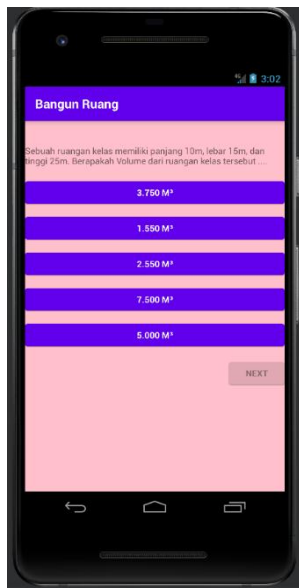 3:02
Bangun Ruang
Sebuah ruangan kelas memiliki panjang 10m, lebar 15m, dan
tinggi 25m. Berapakah Volume dari ruangan kelas tersebut ....
3.750 M³
1.550 M³
2.550 M³
7.500 M³
5.000 M³
NEXT